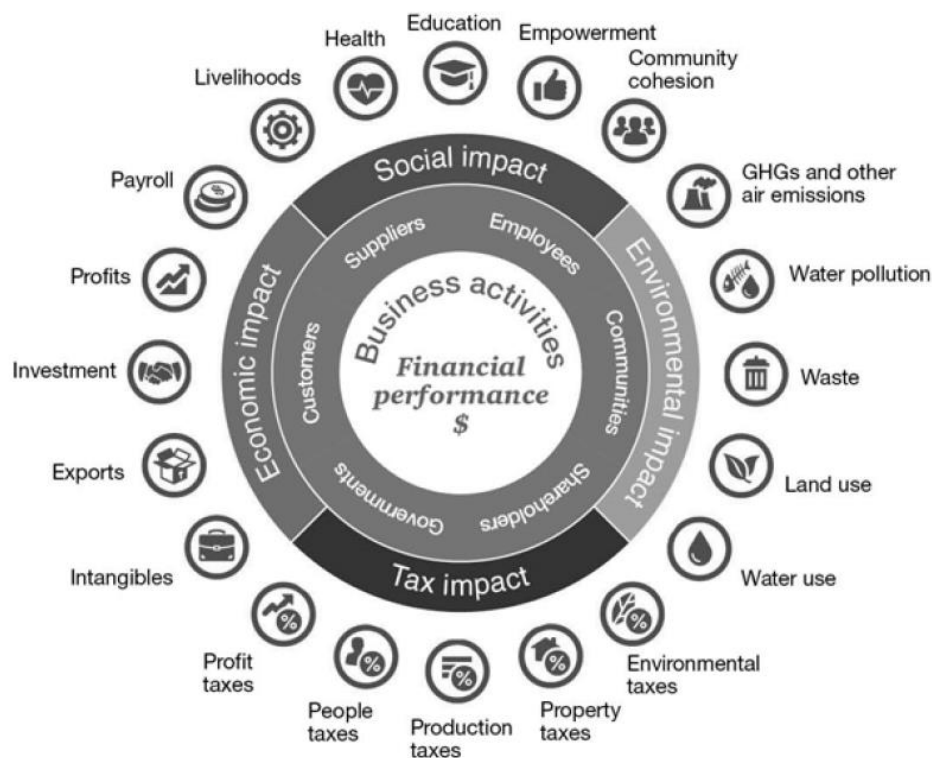 Education
Empowerment
Health
Community
cohesion
Livelihoods
GHGs and other
air emissions
Payroll
Water pollution
Profits
Waste
Investment
Land use
Exports
Water use
Intangibles
Environmental
taxes
Profit
taxes
Property
taxes
People
taxes
Production
taxes
Social impact
Environmental impact
Tax impact
Economic impact
Suppliers
Employees
Communities
Shareholders
Governments
Customers
Business activities
Financial
performance
$